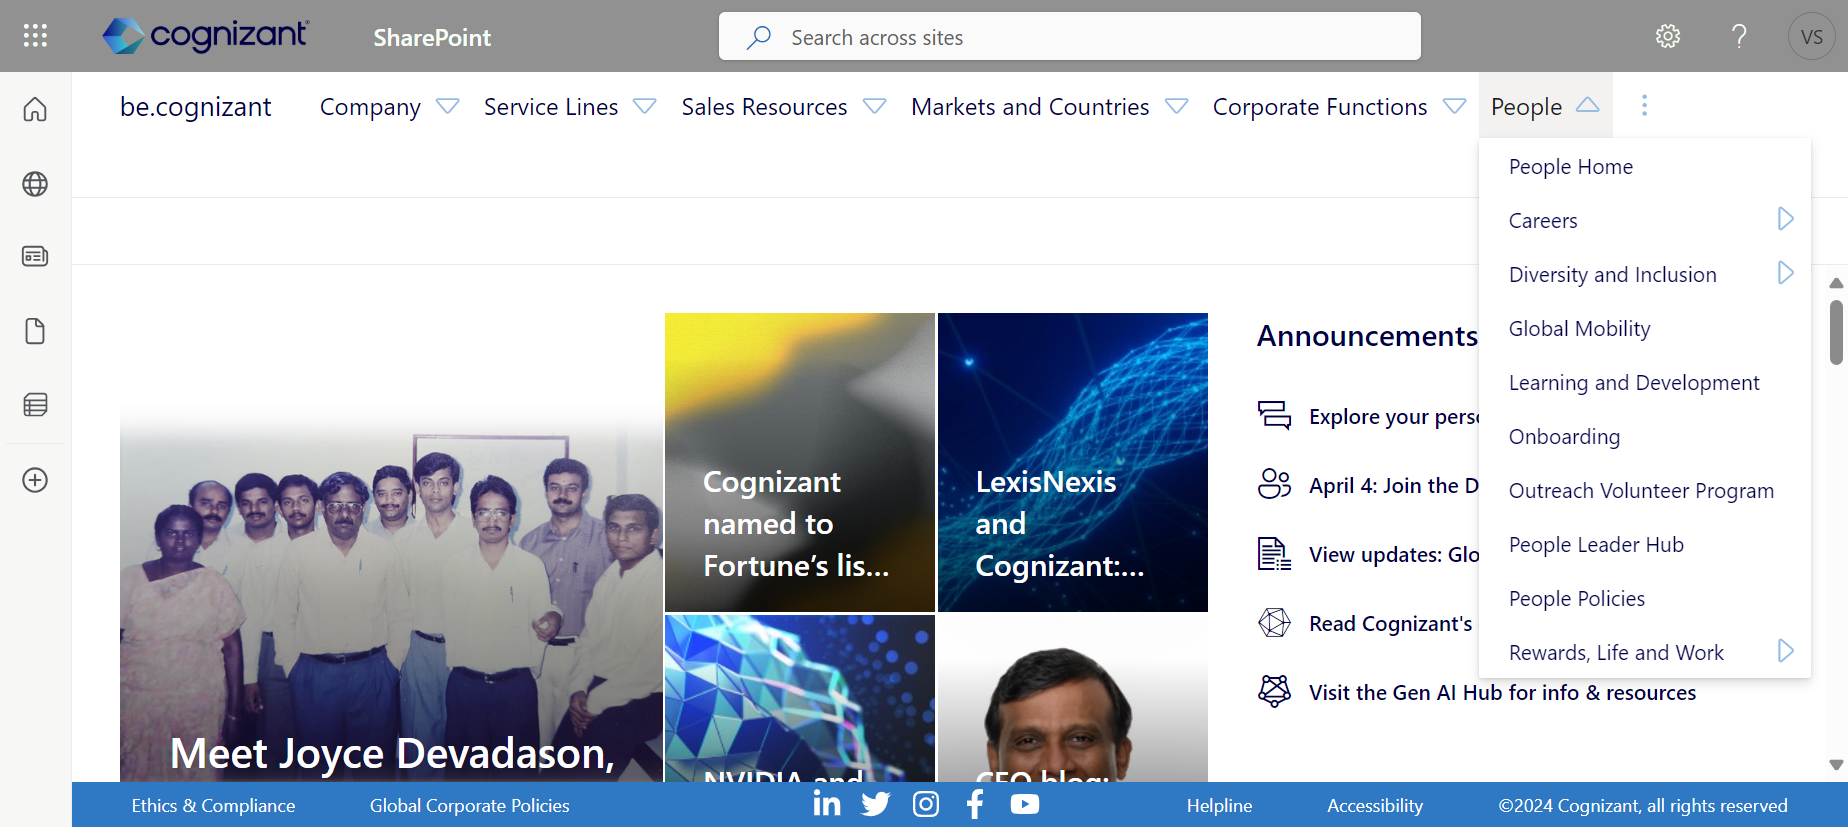 cognizant
SharePoint
Search across sites
VS
be.cognizant
Company
Service Lines
Sales Resources
Markets and Countries
Corporate Functions
People
People Home
Careers
Diversity and Inclusion
Global Mobility
Learning and Development
Onboarding
Outreach Volunteer Program
People Leader Hub
People Policies
Rewards, Life and Work
Meet Joyce Devadason,
Cognizant
named to
Fortune’s lis...
LexisNexis
and
Cognizant:...
NVIDIA and
CEO blog:
Announcements
Explore your pers
April 4: Join the D
View updates: Glo
Read Cognizant's
Visit the Gen AI Hub for info & resources
Ethics & Compliance
Global Corporate Policies
Helpline
Accessibility
©2024 Cognizant, all rights reserved